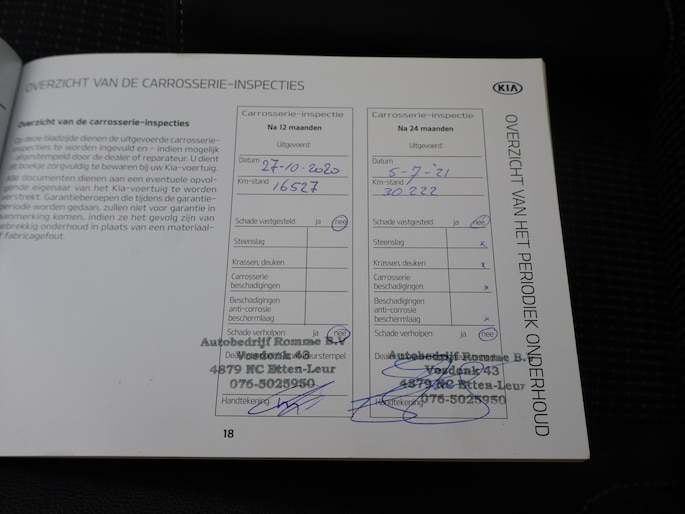 OVERZICHT VAN DE CARROSSERIE-INSPECTIES
KIA
Overzicht van de carrosserie-inspecties
Op deze bladzijde dienen de uitgevoerde carrosserie-
inspecties te worden ingevuld en - indien mogelijk
- afgestempeld door de dealer of reparateur. U dient
boekje zorgvuldig te bewaren bij uw Kia-voertuig.
Alle documenten dienen aan een eventuele opvol-
gende eigenaar van het Kia-voertuig te worden
verstrekt. Garantieberoepen die tijdens de garantie-
periode worden gedaan, zullen niet voor garantie in
aanmerking komen, indien ze het gevolg zijn van
gebrekkig onderhoud in plaats van een materiaal-
of fabricagefout.
Carrosserie-inspectie
Na 12 maanden
Uitgevoerd:
Datum
27-10-2020
Km-stand
16527
Schade vastgesteld: ja nee
Steenslag
Krassen, deuken
Carrosserie
beschadigingen
Beschadigingen
anti-corrosie
beschermlaag
Schade verholpen: ja nee
Autobedrijf Romme B.V
Vosdonk 43
4879 NC Etten-Leur
076-5025950
Handtekening:
Carrosserie-inspectie
Na 24 maanden
Uitgevoerd:
Datum
5-7-'21
Km-stand
30.222
Schade vastgesteld: ja nee
Steenslag x
Krassen, deuken x
Carrosserie
beschadigingen x
Beschadigingen
anti-corrosie
beschermlaag x
Schade verholpen: ja nee
Autobedrijf Romme B.V
Vosdonk 43
4879 NC Etten-Leur
076-5025950
Handtekening
OVERZICHT VAN HET PERIODIEK ONDERHOUD
18